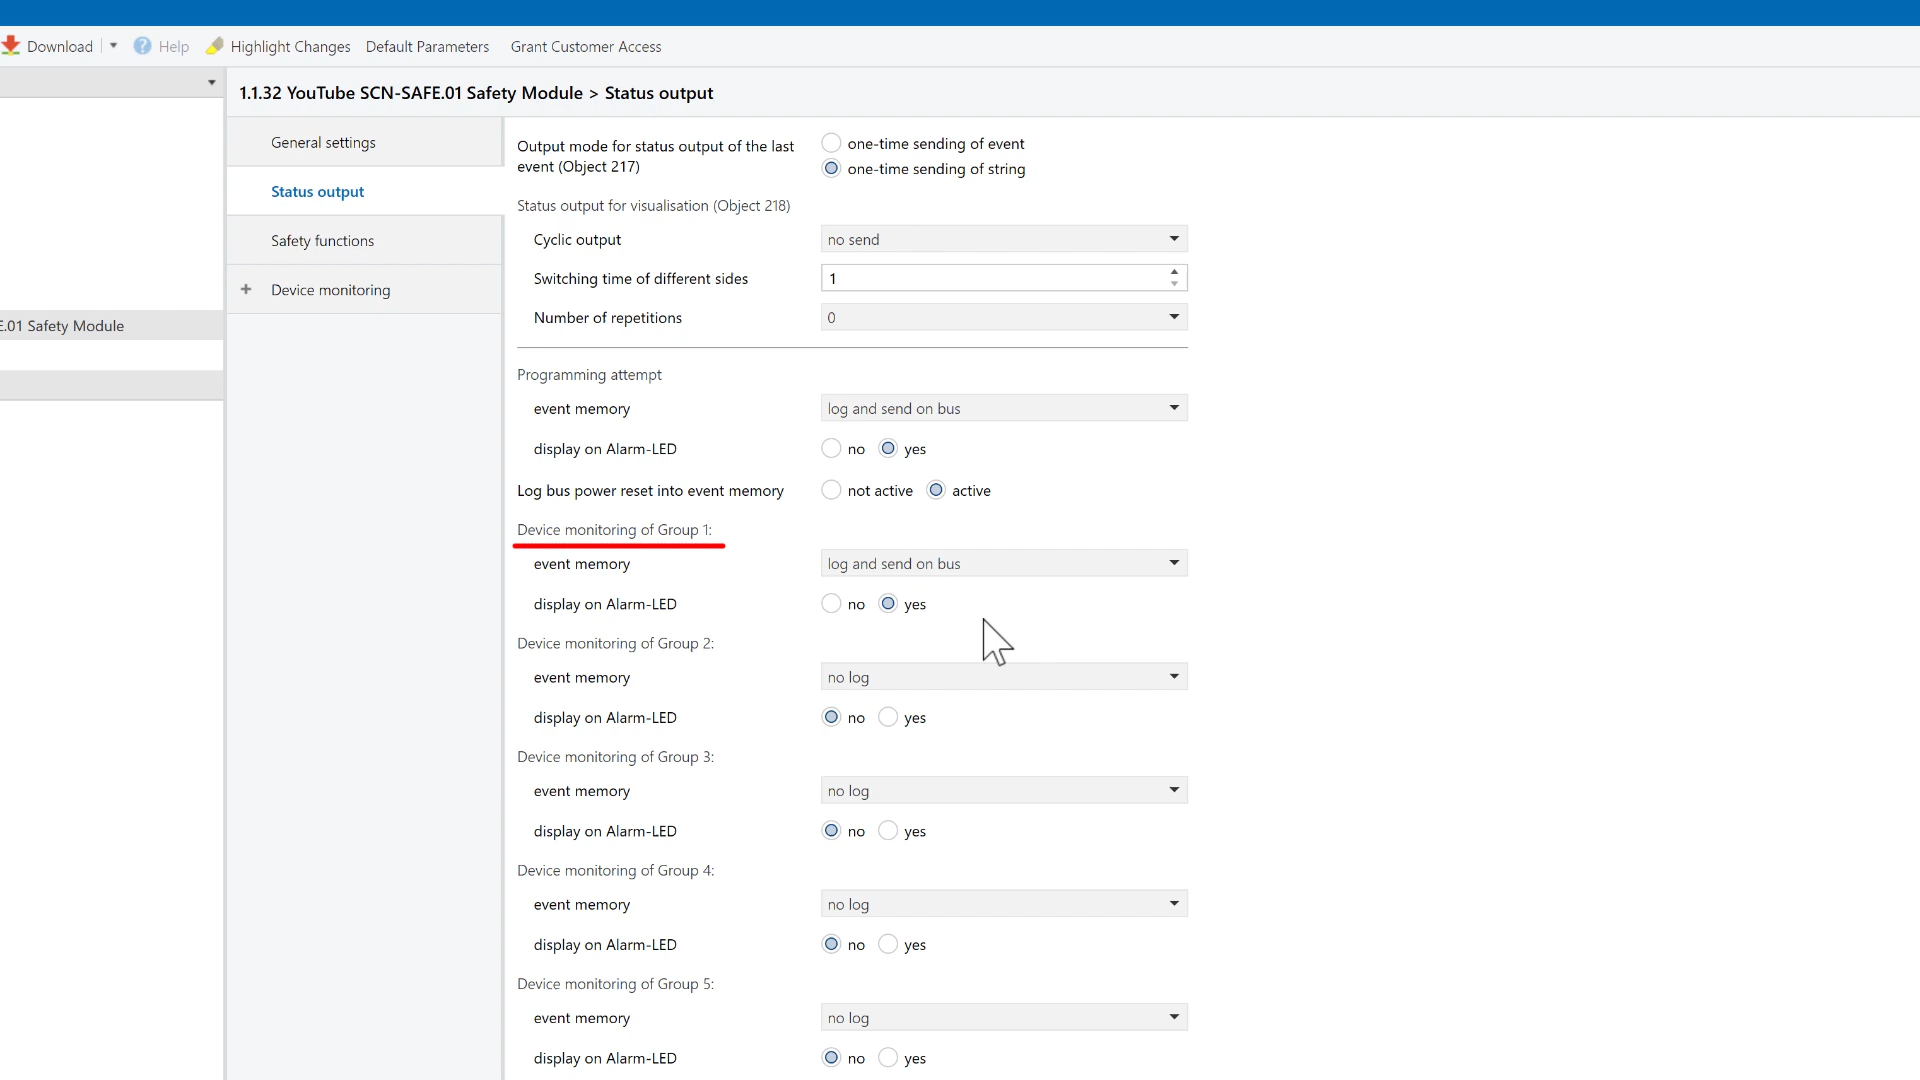 Download Help Highlight Changes Default Parameters Grant Customer Access
1.1.32 YouTube SCN-SAFE.01 Safety Module > Status output
General settings
Status output
Safety functions
+ Device monitoring
E.01 Safety Module
Output mode for status output of the last
event (Object 217)
one-time sending of event
one-time sending of string
Status output for visualisation (Object 218)
Cyclic output no send
Switching time of different sides 1
Number of repetitions 0
Programming attempt
event memory log and send on bus
display on Alarm-LED no yes
Log bus power reset into event memory not active active
Device monitoring of Group 1:
event memory log and send on bus
display on Alarm-LED no yes
Device monitoring of Group 2:
event memory no log
display on Alarm-LED no yes
Device monitoring of Group 3:
event memory no log
display on Alarm-LED no yes
Device monitoring of Group 4:
event memory no log
display on Alarm-LED no yes
Device monitoring of Group 5:
event memory no log
display on Alarm-LED no yes